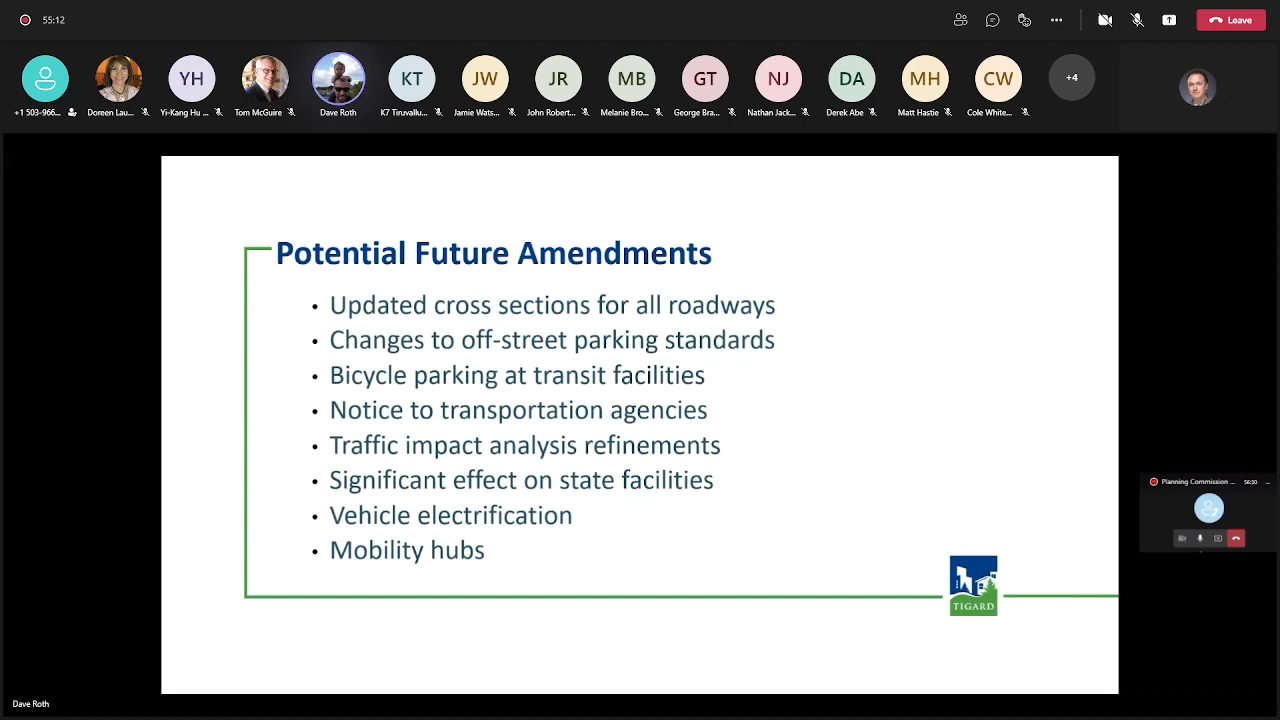 55:12
Leave
YH
KT
JW
JR
MB
GT
NJ
DA
MH
CW
+4
+1 503-966...
Doreen Lau...
Yi-Kang Hu ...
Tom McGuire
Dave Roth
K7 Tiruvallu...
Jamie Wats...
John Robert...
Melanie Bro...
George Bra...
Nathan Jack...
Derek Abe
Matt Hastie
Cole White...
Potential Future Amendments
• Updated cross sections for all roadways
• Changes to off-street parking standards
• Bicycle parking at transit facilities
• Notice to transportation agencies
• Traffic impact analysis refinements
• Significant effect on state facilities
• Vehicle electrification
• Mobility hubs
TIGARD
Planning Commission ...
56:30
Dave Roth